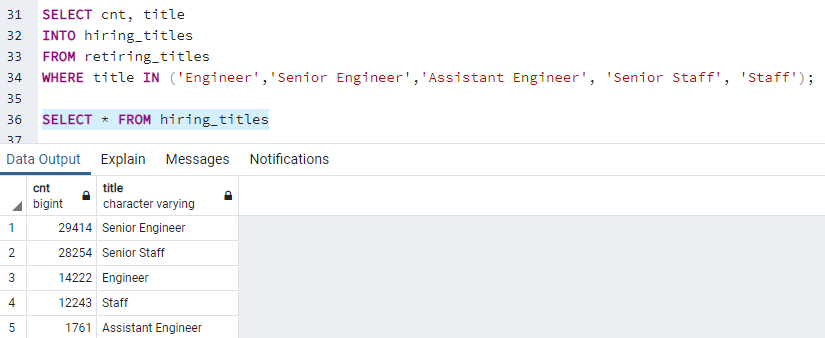 31 SELECT cnt, title
32 INTO hiring_titles
33 FROM retiring_titles
34 WHERE title IN ('Engineer','Senior Engineer','Assistant Engineer', 'Senior Staff', 'Staff');
35
36 SELECT * FROM hiring_titles
37
Data Output Explain Messages Notifications
cnt title
bigint character varying
1 29414 Senior Engineer
2 28254 Senior Staff
3 14222 Engineer
4 12243 Staff
5 1761 Assistant Engineer